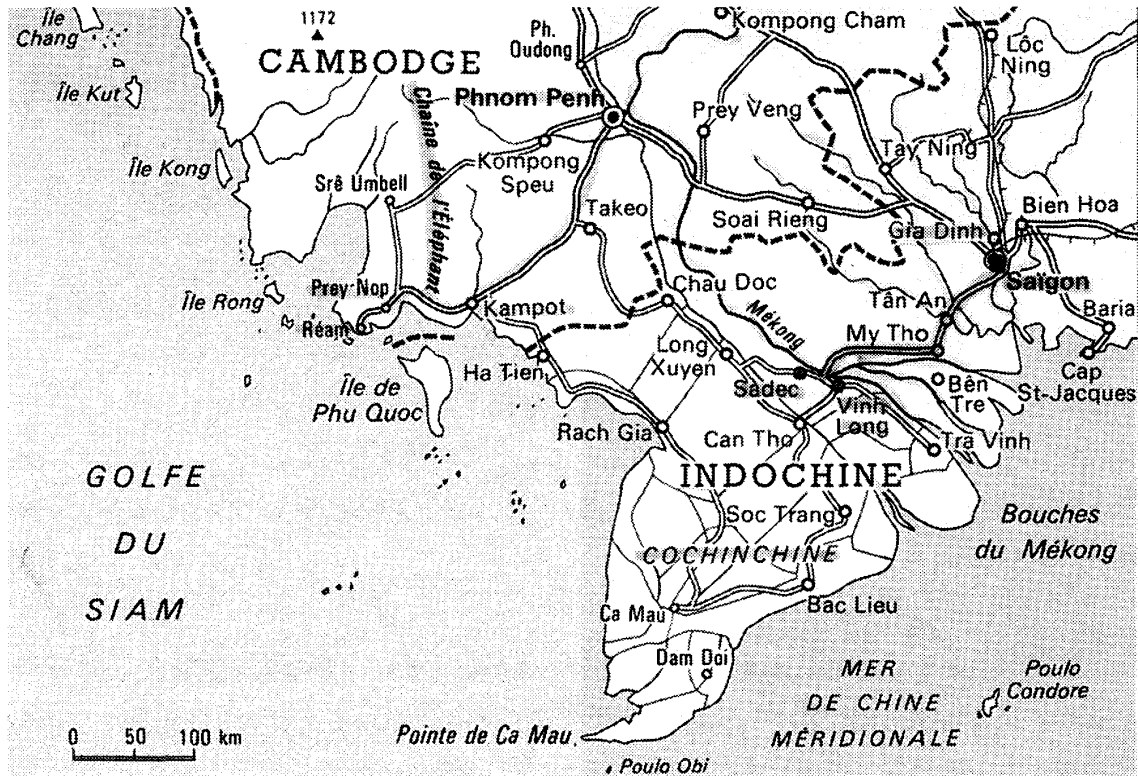 Île
Chang
1172
CAMBODGE
Ph.
Oudong
Kompong Cham
Lôc
Ning
Île Kut
Chaîne de l'Éléphant
Phnom Penh
Prey Veng
Tay Ning
Île Kong
Kompong
Speu
Srê Umbell
Takeo
Soai Rieng
Bien Hoa
Gia Dinh
Saïgon
Île Rong
Prey Nop
Kampot
Chau Doc
Mékong
Tân An
Baria
Réam
My Tho
Long
Xuyen
Ha Tien
Sadec
Bên
Tre
Cap
St-Jacques
Île de
Phu Quoc
Vinh
Long
Rach Gia
Can Tho
Tra Vinh
INDOCHINE
GOLFE
DU
SIAM
Soc Trang
Bouches
du Mékong
COCHINCHINE
Ca Mau
Bac Lieu
Dam Doi
MER
DE CHINE
MÉRIDIONALE
Poulo
Condore
0 50 100 km
Pointe de Ca Mau
Poulo Obi